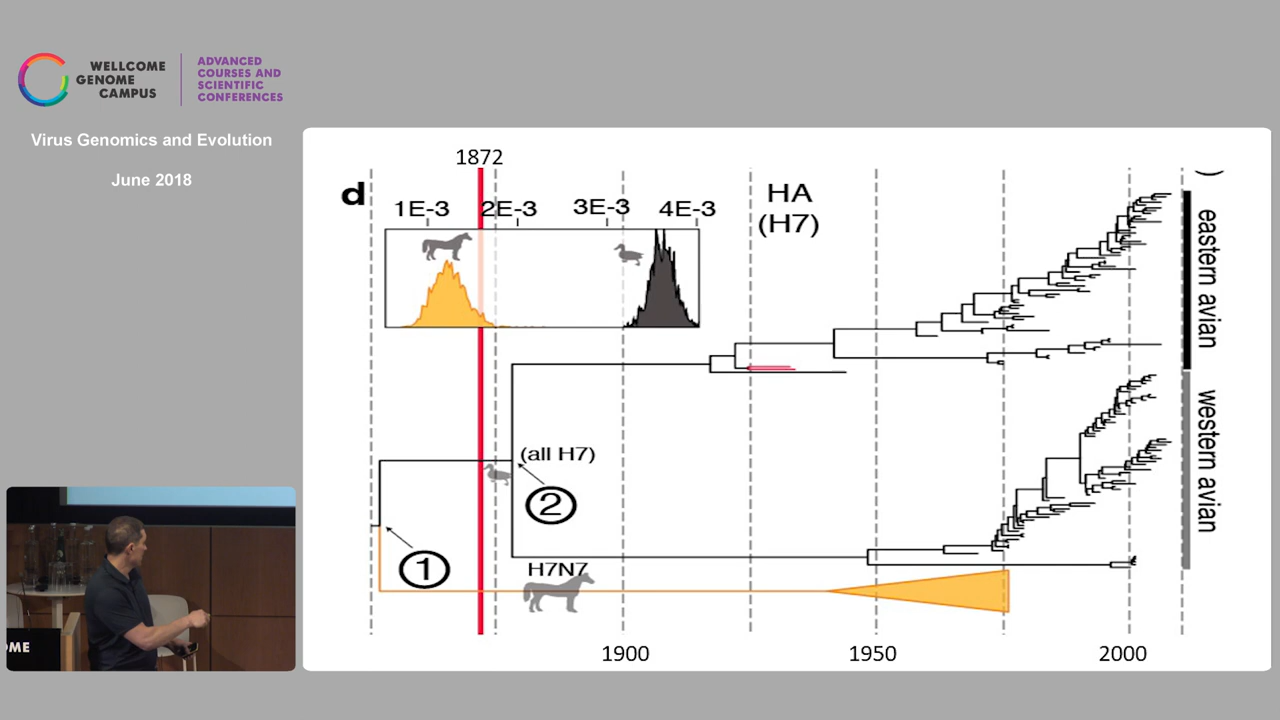 WELLCOME
GENOME
CAMPUS
ADVANCED
COURSES AND
SCIENTIFIC
CONFERENCES
Virus Genomics and Evolution
June 2018
1872
d
1E-3 2E-3 3E-3 4E-3
HA
(H7)
)
eastern avian
western avian
(all H7)
2
1
H7N7
1900 1950 2000
OME